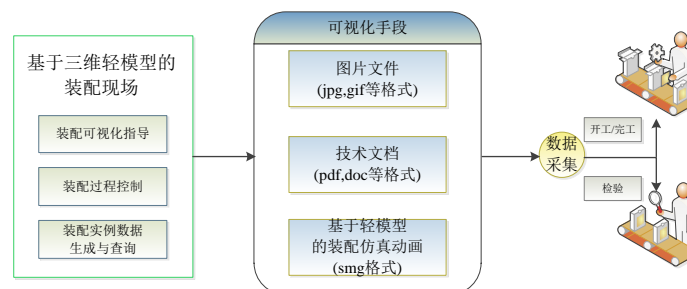 基于三维轻模型的
装配现场
装配可视化指导
装配过程控制
装配实例数据
生成与查询
可视化手段
图片文件
(jpg,gif等格式)
技术文档
(pdf,doc等格式)
基于轻模型
的装配仿真动画
(smg格式)
数据
采集
开工/完工
检验